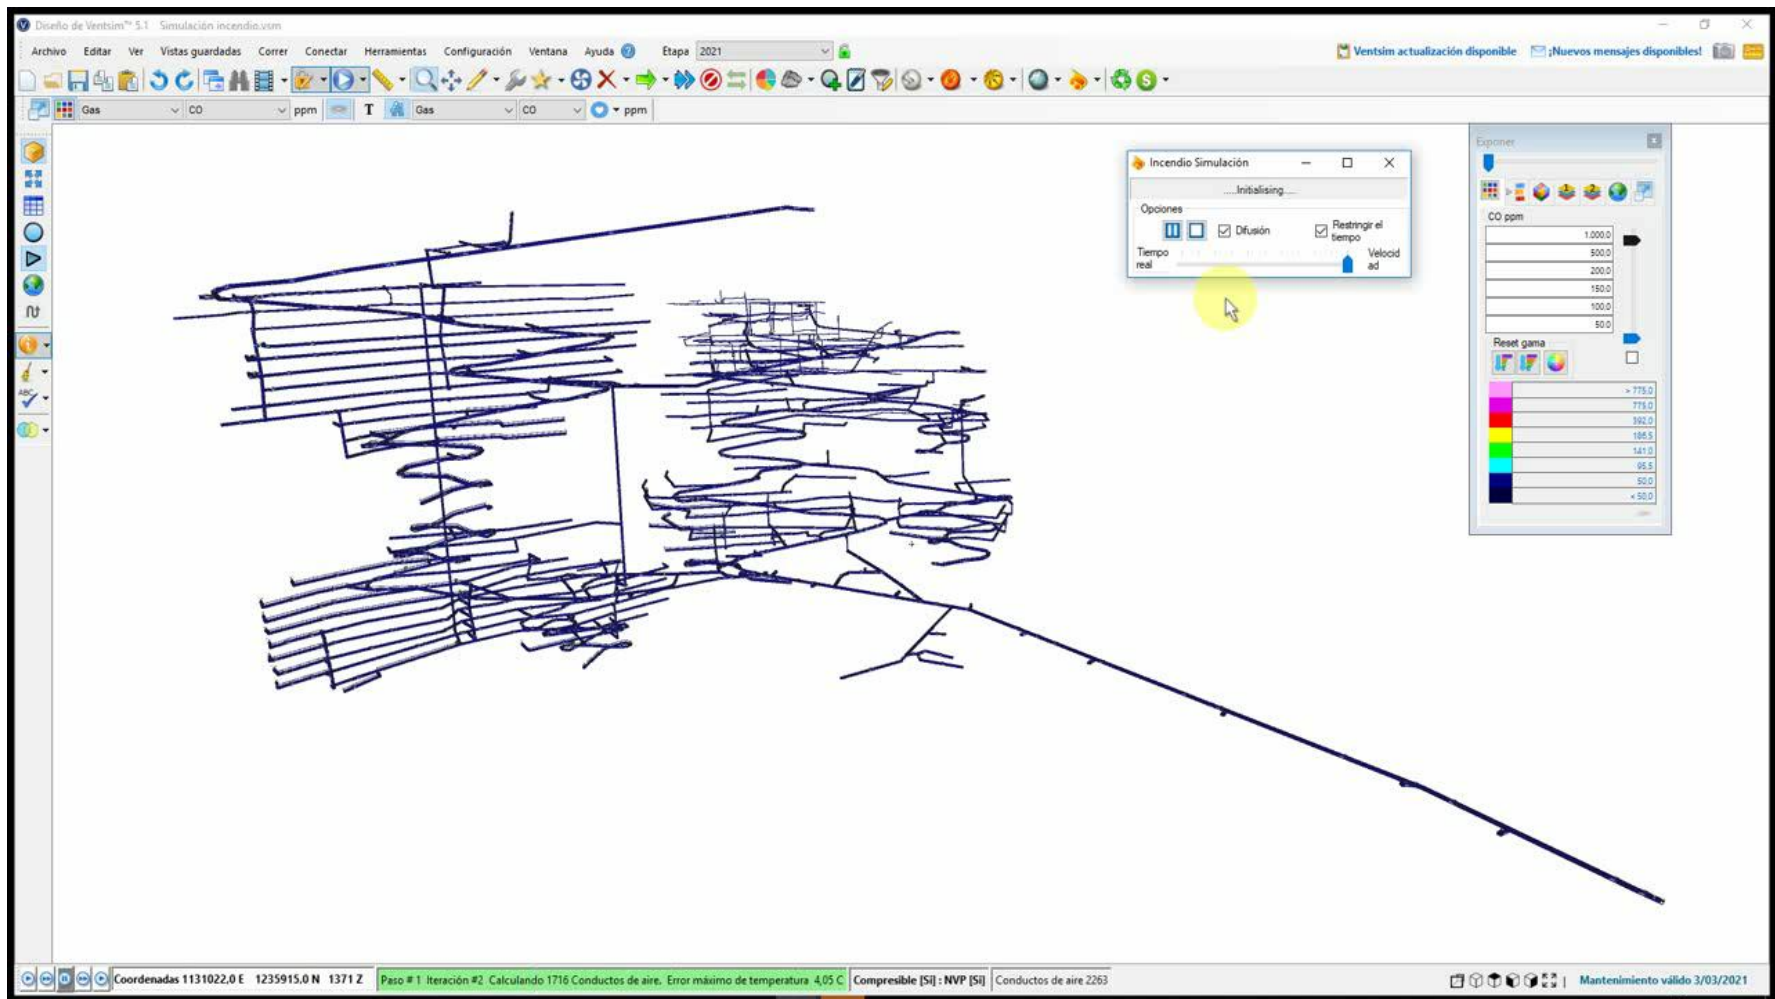 Diseño de Ventsim™ 5.1 Simulación incendio.vsm
Archivo Editar Ver Vistas guardadas Correr Conectar Herramientas Configuración Ventana Ayuda Etapa 2021 Ventsim actualización disponible ¡Nuevos mensajes disponibles!
Gas CO ppm T Gas CO ppm
Incendio Simulación
.....Initialising.....
Opciones
Difusión
Restringir el
tiempo
Tiempo
real
Velocid
ad
Exponer
CO ppm
1.000.0
500.0
200.0
150.0
100.0
50.0
Reset gama
> 775.0
775.0
392.0
186.5
141.0
95.5
50.0
< 50.0
ABC
Coordenadas 1131022,0 E 1235915,0 N 1371 Z Paso # 1 Iteración #2 Calculando 1716 Conductos de aire. Error máximo de temperatura 4,05 C Compresible [Si] : NVP [Si] Conductos de aire 2263 Mantenimiento válido 3/03/2021